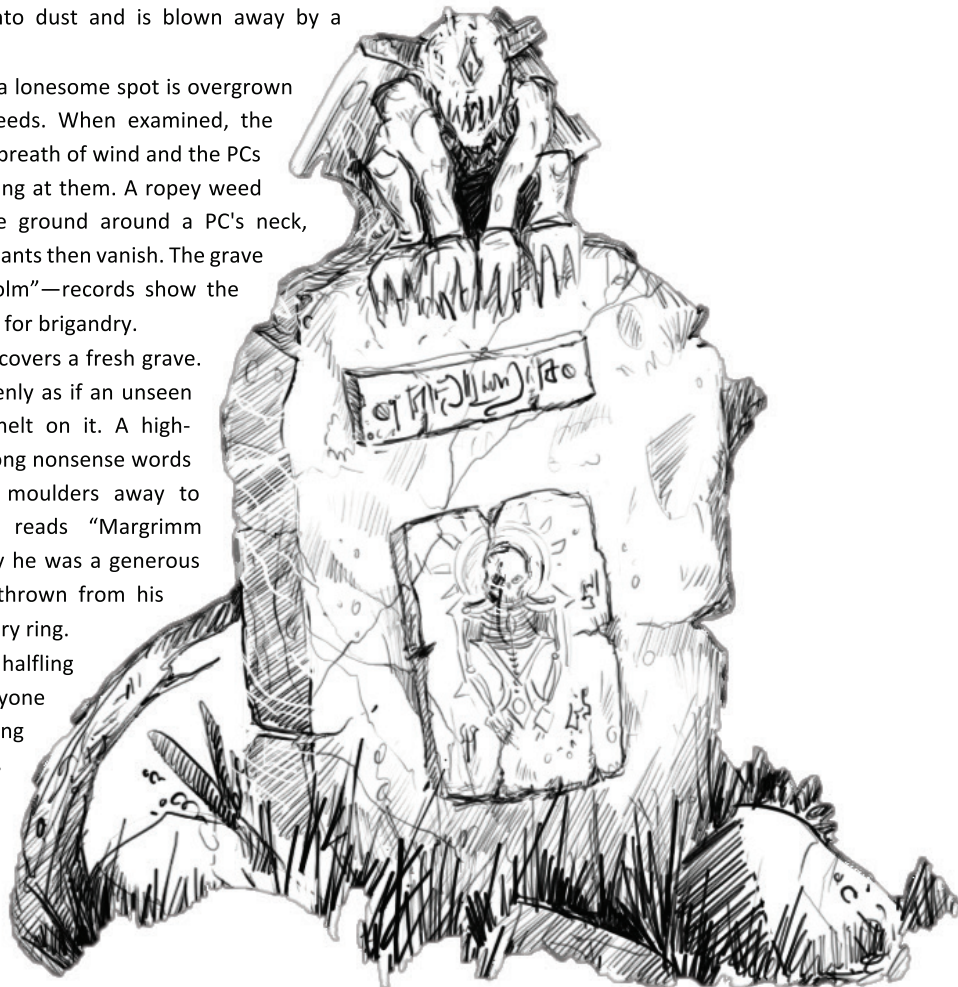 nto dust and is blown away by a
a lonesome spot is overgrown
eeds. When examined, the
breath of wind and the PCs
ng at them. A ropey weed
e ground around a PC's neck,
ants then vanish. The grave
olm”—records show the
for brigandry.
covers a fresh grave.
enly as if an unseen
nelt on it. A high-
ong nonsense words
moulders away to
reads “Margrimm
y he was a generous
thrown from his
ry ring.
halfling
yone
ng